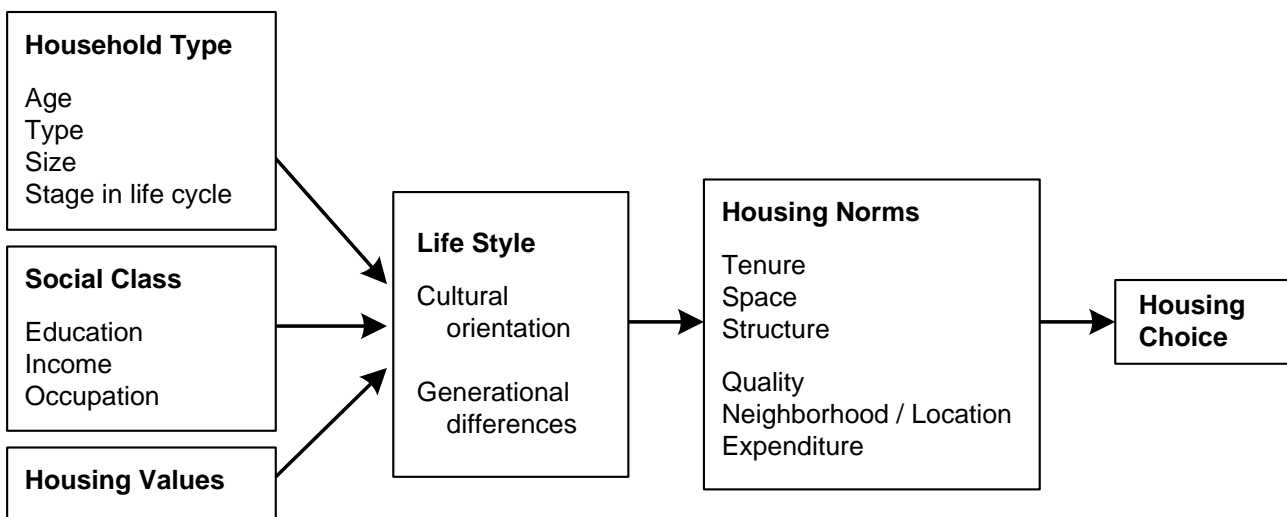 Household Type
Age
Type
Size
Stage in life cycle
Social Class
Education
Income
Occupation
Housing Values
Life Style
Cultural
orientation
Generational
differences
Housing Norms
Tenure
Space
Structure
Quality
Neighborhood / Location
Expenditure
Housing
Choice